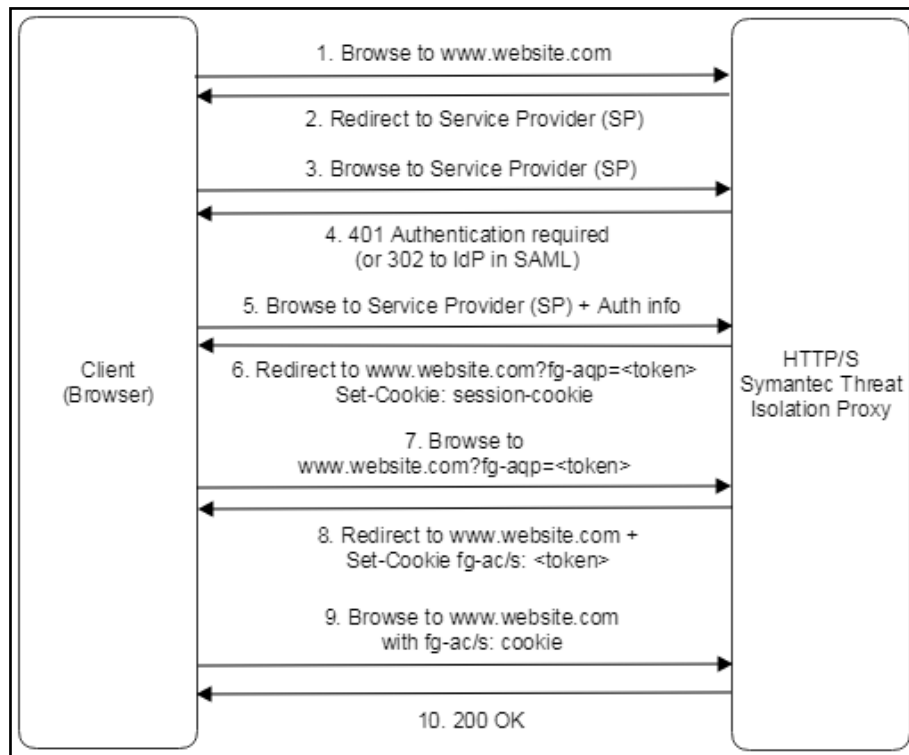 1. Browse to www.website.com
2. Redirect to Service Provider (SP)
3. Browse to Service Provider (SP)
4. 401 Authentication required
(or 302 to IdP in SAML)
5. Browse to Service Provider (SP) + Auth info
Client
(Browser)
6. Redirect to www.website.com?fg-aqp=<token>
Set-Cookie: session-cookie
HTTP/S
Symantec Threat
Isolation Proxy
7. Browse to
www.website.com?fg-aqp=<token>
8. Redirect to www.website.com +
Set-Cookie fg-ac/s: <token>
9. Browse to www.website.com
with fg-ac/s: cookie
10. 200 OK